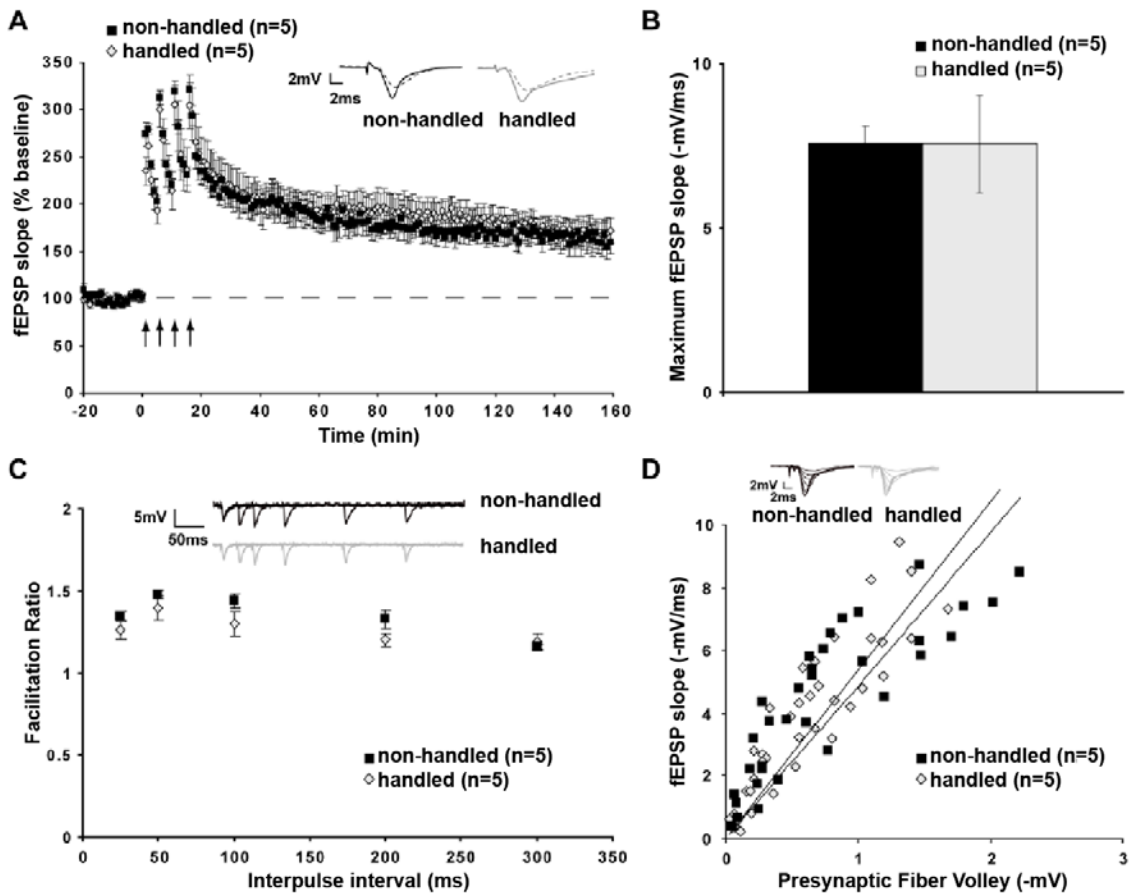 A
non-handled (n=5)
handled (n=5)
350
300
250
200
150
100
50
0
fEPSP slope (% baseline)
2mV
2ms
non-handled
handled
-20
0
20
40
60
80
100
120
140
160
Time (min)
B
non-handled (n=5)
handled (n=5)
10
5
0
Maximum fEPSP slope (-mV/ms)
C
2
1.5
1
0.5
0
Facilitation Ratio
5mV
50ms
non-handled
handled
non-handled (n=5)
handled (n=5)
0
50
100
150
200
250
300
350
Interpulse interval (ms)
D
2mV
2ms
non-handled
handled
10
8
6
4
2
0
fEPSP slope (-mV/ms)
non-handled (n=5)
handled (n=5)
0
1
2
3
Presynaptic Fiber Volley (-mV)